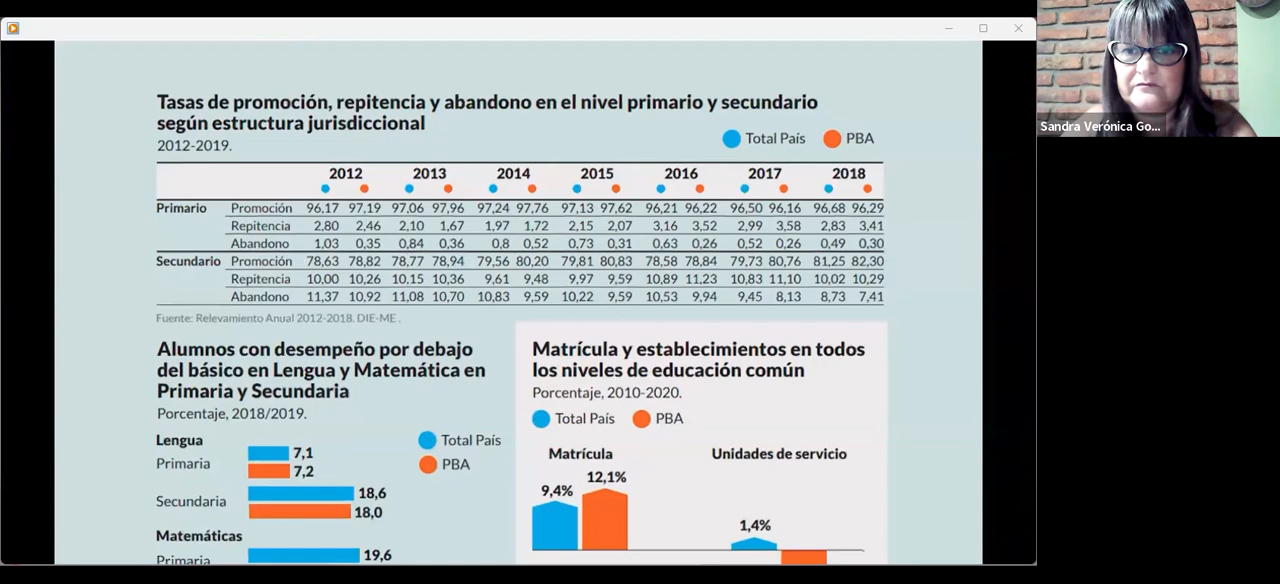 Tasas de promoción, repitencia y abandono en el nivel primario y secundario
según estructura jurisdiccional
2012-2019.
Total País PBA
2012 2013 2014 2015 2016 2017 2018
Primario Promoción 96,17 97,19 97,06 97,96 97,24 97,76 97,13 97,62 96,21 96,22 96,50 96,16 96,68 96,29
Repitencia 2,80 2,46 2,10 1,67 1,97 1,72 2,15 2,07 3,16 3,52 2,99 3,58 2,83 3,41
Abandono 1,03 0,35 0,84 0,36 0,8 0,52 0,73 0,31 0,63 0,26 0,52 0,26 0,49 0,30
Secundario Promoción 78,63 78,82 78,77 78,94 79,56 80,20 79,81 80,83 78,58 78,84 79,73 80,76 81,25 82,30
Repitencia 10,00 10,26 10,15 10,36 9,61 9,48 9,97 9,59 10,89 11,23 10,83 11,10 10,02 10,29
Abandono 11,37 10,92 11,08 10,70 10,83 9,59 10,22 9,59 10,53 9,94 9,45 8,13 8,73 7,41
Fuente: Relevamiento Anual 2012-2018. DIE-ME .
Alumnos con desempeño por debajo
del básico en Lengua y Matemática en
Primaria y Secundaria
Porcentaje, 2018/2019.
Total País
PBA
Lengua
Primaria 7,1
7,2
Secundaria 18,6
18,0
Matemáticas
Primaria 19,6
Matrícula y establecimientos en todos
los niveles de educación común
Porcentaje, 2010-2020.
Total País PBA
Matrícula Unidades de servicio
9,4% 12,1% 1,4%
Sandra Verónica Go...